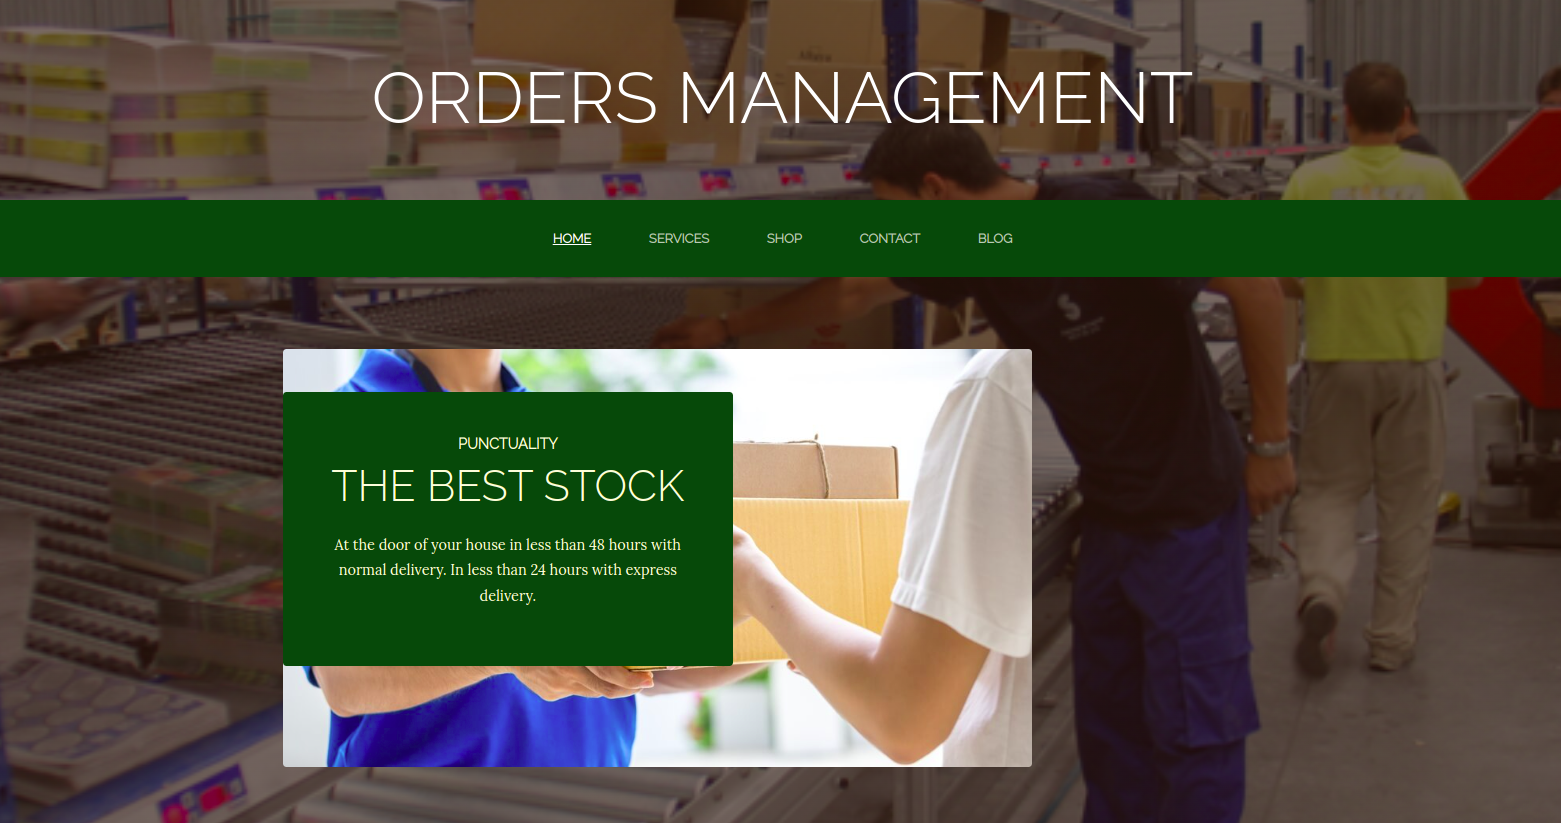 ORDERS MANAGEMENT
HOME SERVICES SHOP CONTACT BLOG
PUNCTUALITY
THE BEST STOCK
At the door of your house in less than 48 hours with
normal delivery. In less than 24 hours with express
delivery.